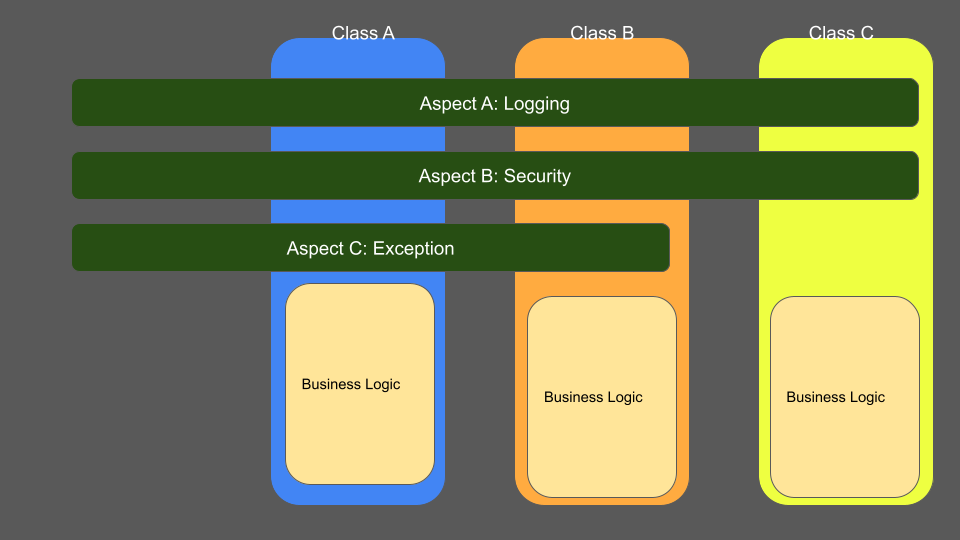 Class A
Class B
Class C
Aspect A: Logging
Aspect B: Security
Aspect C: Exception
Business Logic
Business Logic
Business Logic